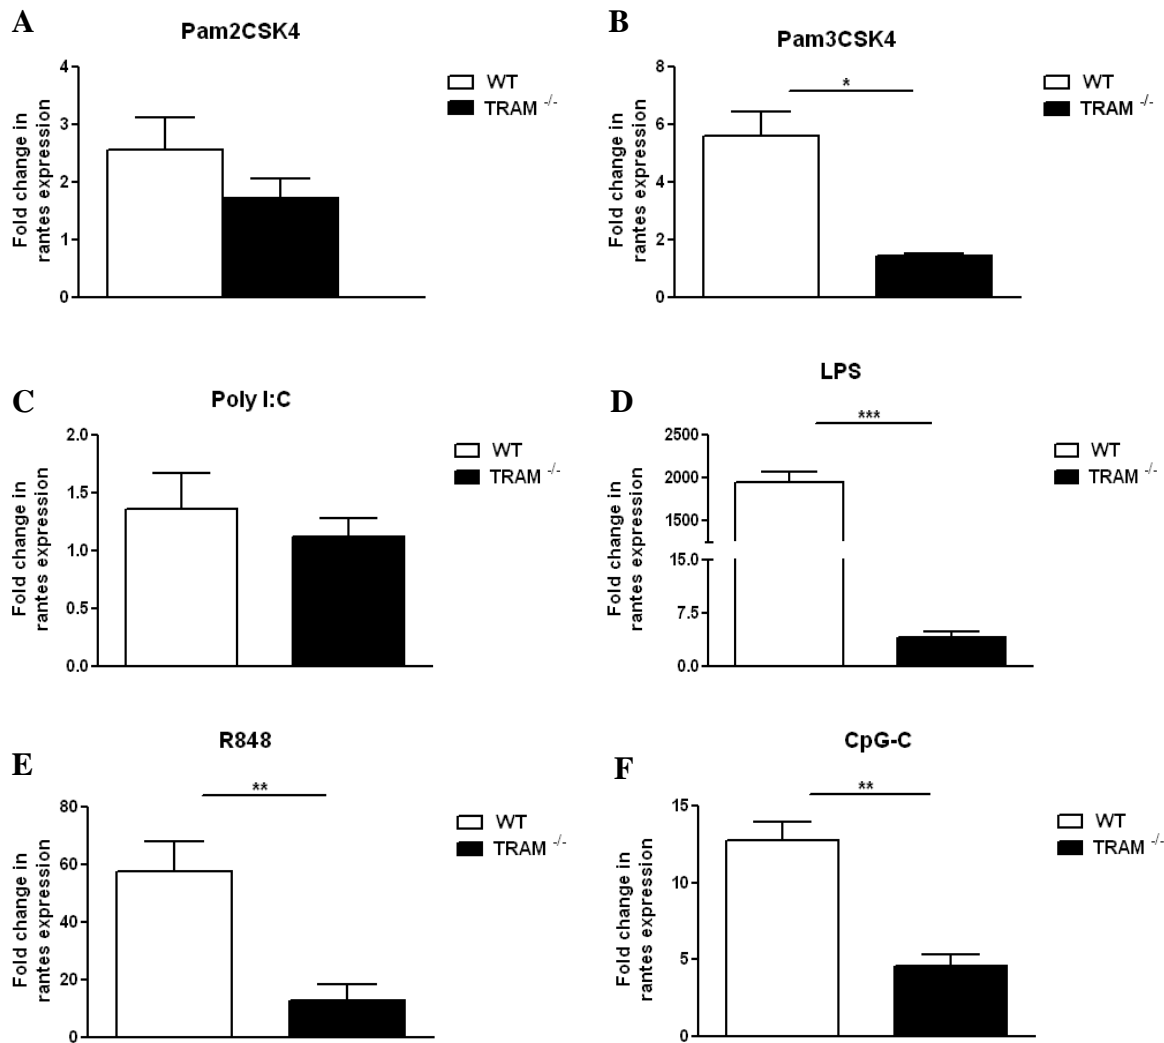 A
Pam2CSK4
Fold change in
rantes expression
4
3
2
1
0
WT
TRAM -/-
B
Pam3CSK4
Fold change in
rantes expression
8
6
4
2
0
*
WT
TRAM -/-
C
Poly I:C
Fold change in
rantes expression
2.0
1.5
1.0
0.5
0.0
WT
TRAM -/-
D
LPS
Fold change in
rantes expression
2500
2000
1500
15.0
7.5
0.0
***
WT
TRAM -/-
E
R848
Fold change in
rantes expression
80
60
40
20
0
**
WT
TRAM -/-
F
CpG-C
Fold change in
rantes expression
15
10
5
0
**
WT
TRAM -/-